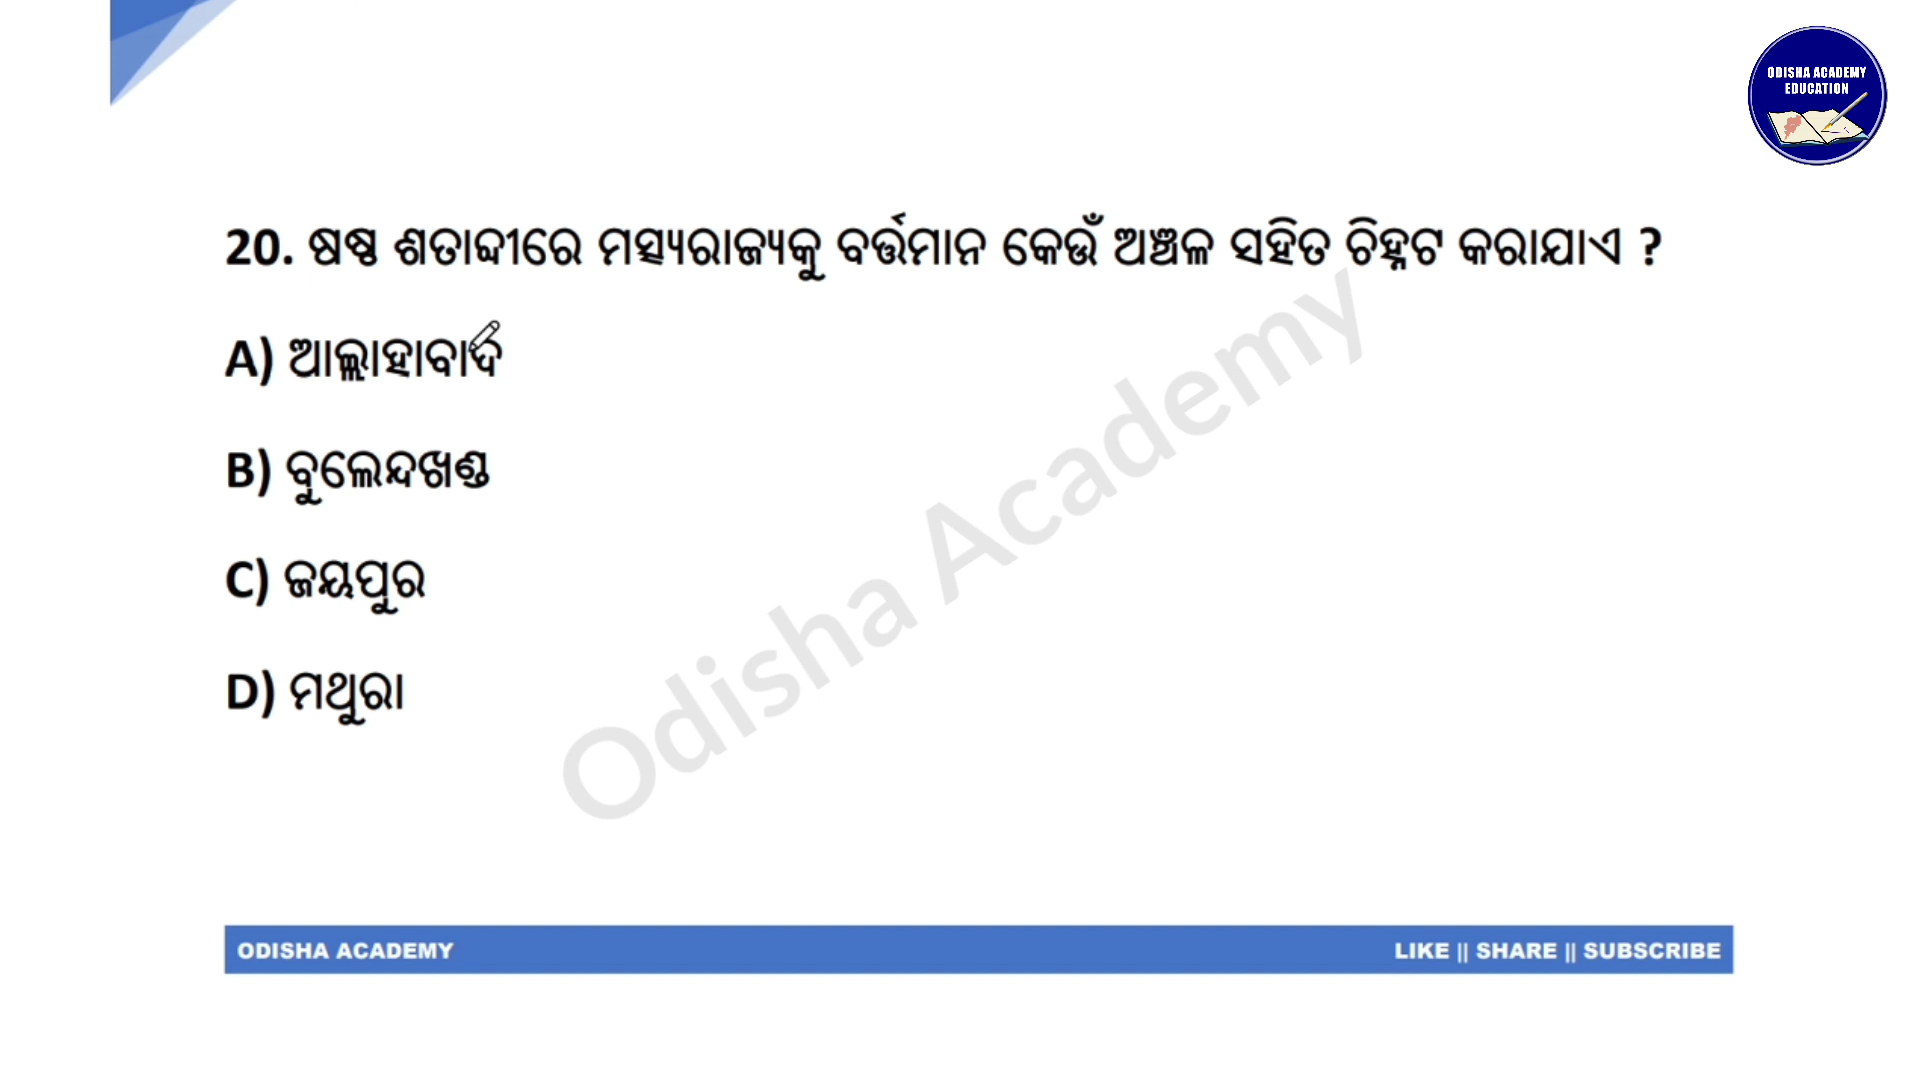 ODISHA ACADEMY
EDUCATION
20. ଷଷ୍ଠ ଶତାବ୍ଦୀରେ ମତ୍ସ୍ୟରାଜ୍ୟକୁ ବର୍ତ୍ତମାନ କେଉଁ ଅଞ୍ଚଳ ସହିତ ଚିହ୍ନଟ କରାଯାଏ ?
A) ଆଲ୍ଲାହାବାଦ
B) ବୁଲେନ୍ଦଖଣ୍ଡ
C) ଜୟପୁର
D) ମଥୁରା
Odisha Academy
ODISHA ACADEMY
LIKE || SHARE || SUBSCRIBE